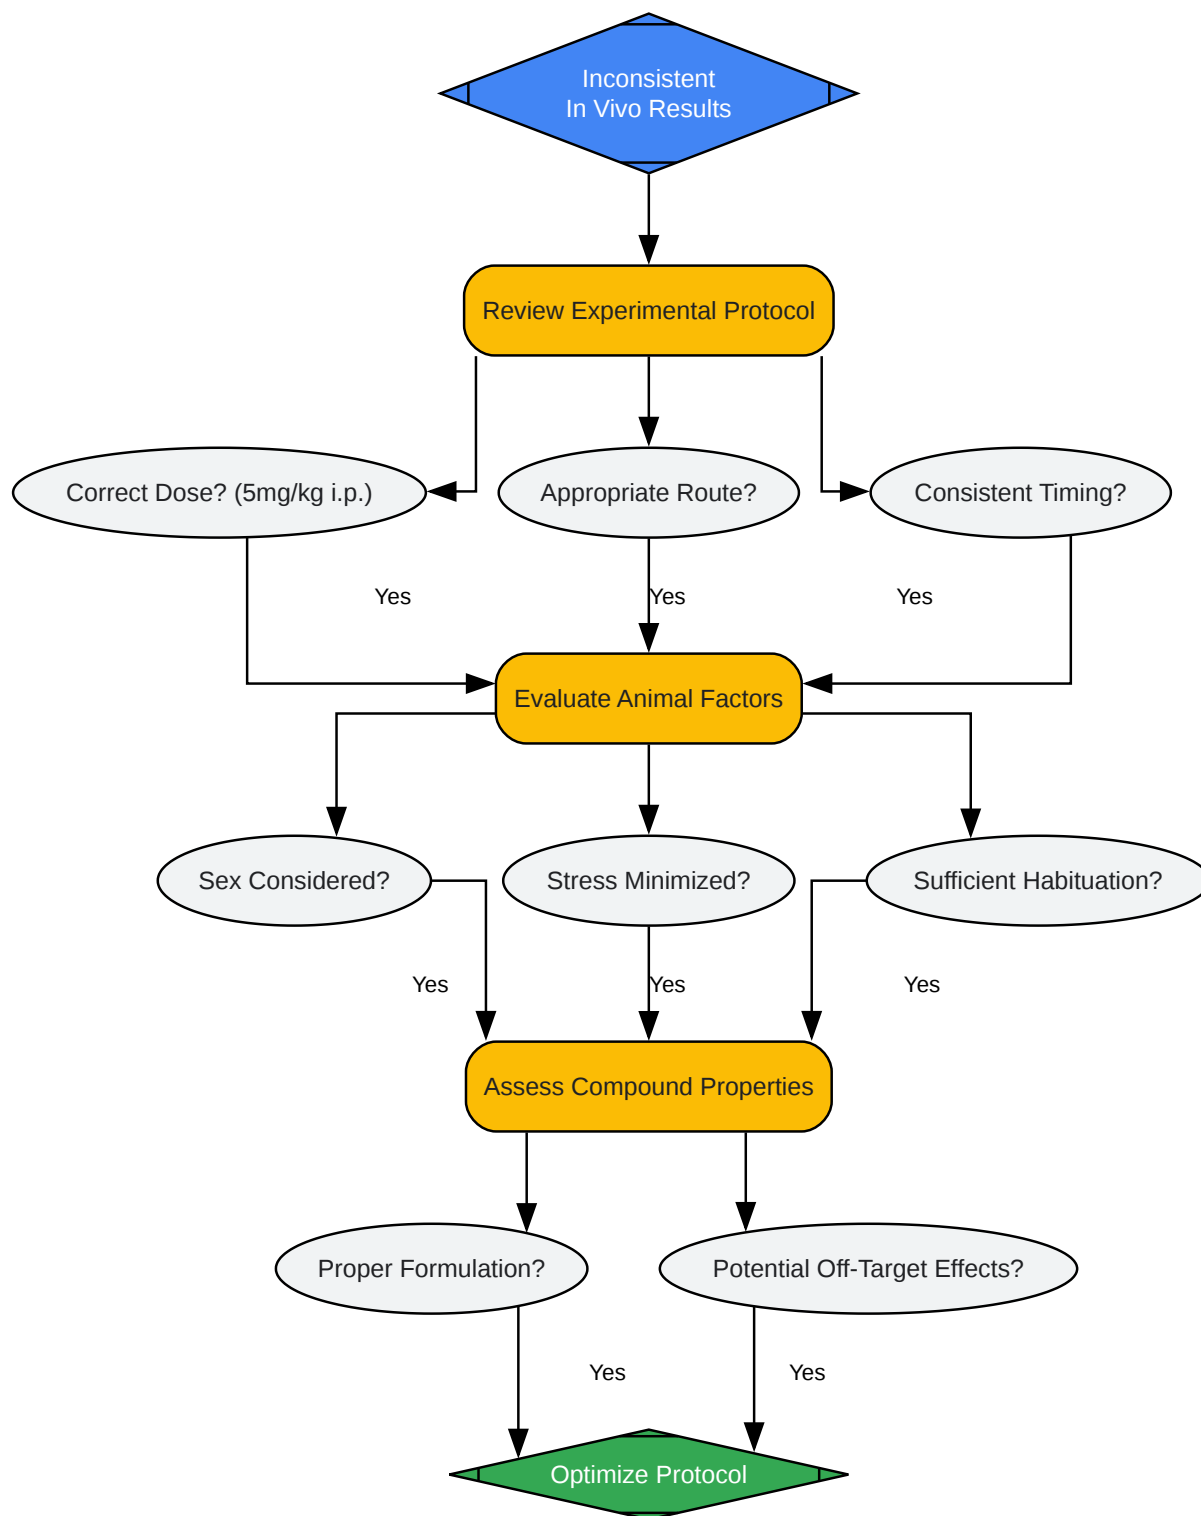 Inconsistent
In Vivo Results
Review Experimental Protocol
Correct Dose? (5mg/kg i.p.)
Appropriate Route?
Consistent Timing?
Yes
Yes
Yes
Evaluate Animal Factors
Sex Considered?
Stress Minimized?
Sufficient Habituation?
Yes
Yes
Yes
Assess Compound Properties
Proper Formulation?
Potential Off-Target Effects?
Yes
Yes
Optimize Protocol